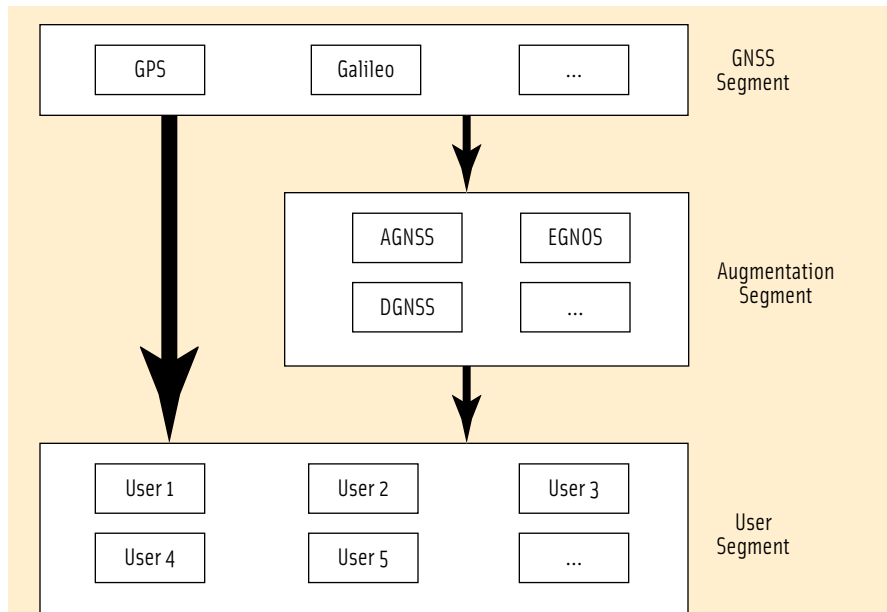 GPS
Galileo
...
GNSS
Segment
AGNSS
EGNOS
DGNSS
...
Augmentation
Segment
User 1
User 2
User 3
User 4
User 5
...
User
Segment